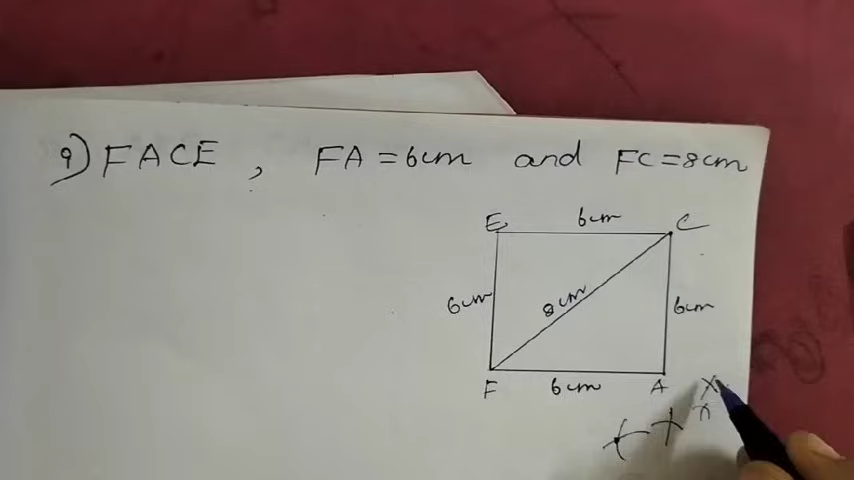 9) FACE , FA = 6cm and FC = 8cm
E 6cm C
6cm 8cm 6cm
F 6cm A